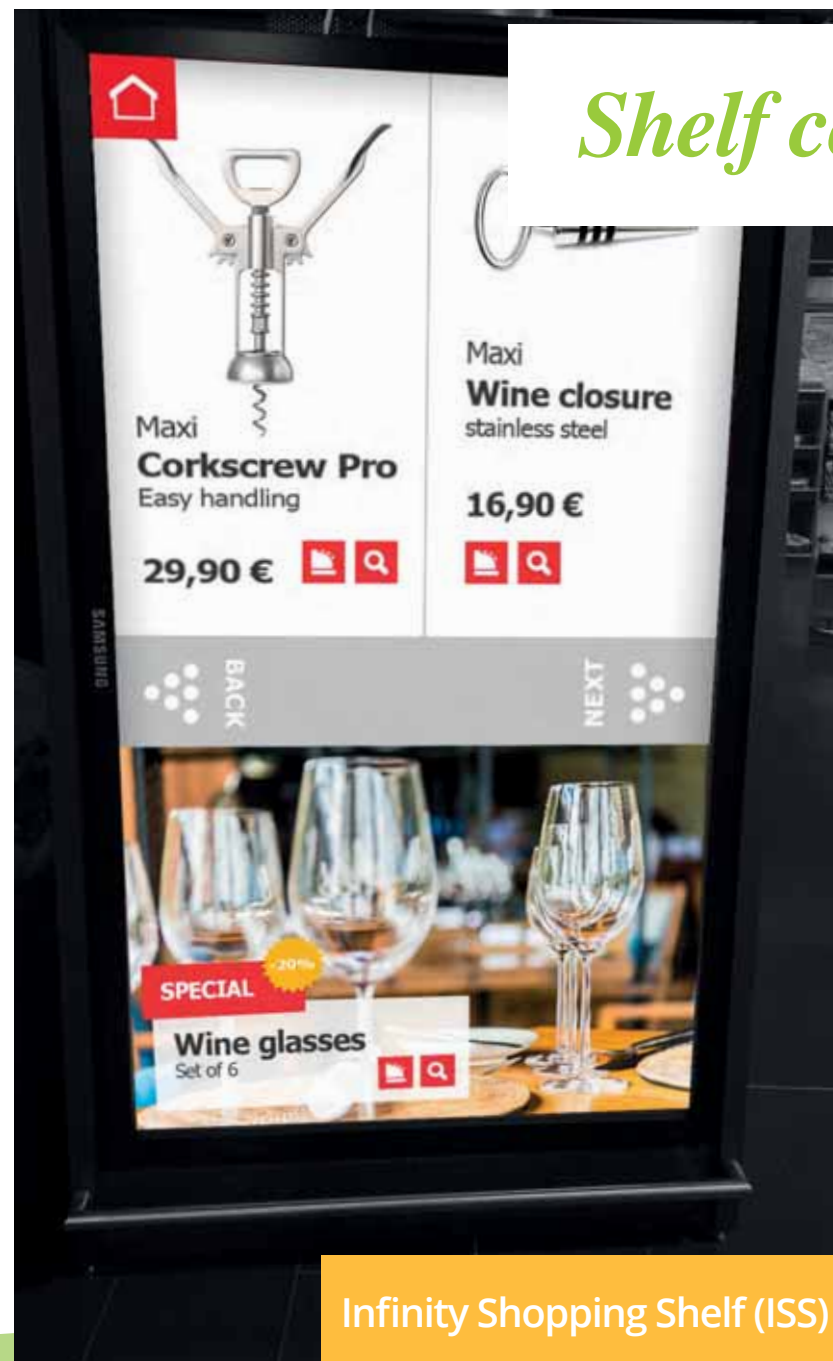 Shelf
Maxi
Corkscrew Pro
Easy handling
29,90 €
Maxi
Wine closure
stainless steel
16,90 €
SAMSUNG
BACK
NEXT
-20%
SPECIAL
Wine glasses
Set of 6
Infinity Shopping Shelf (ISS)